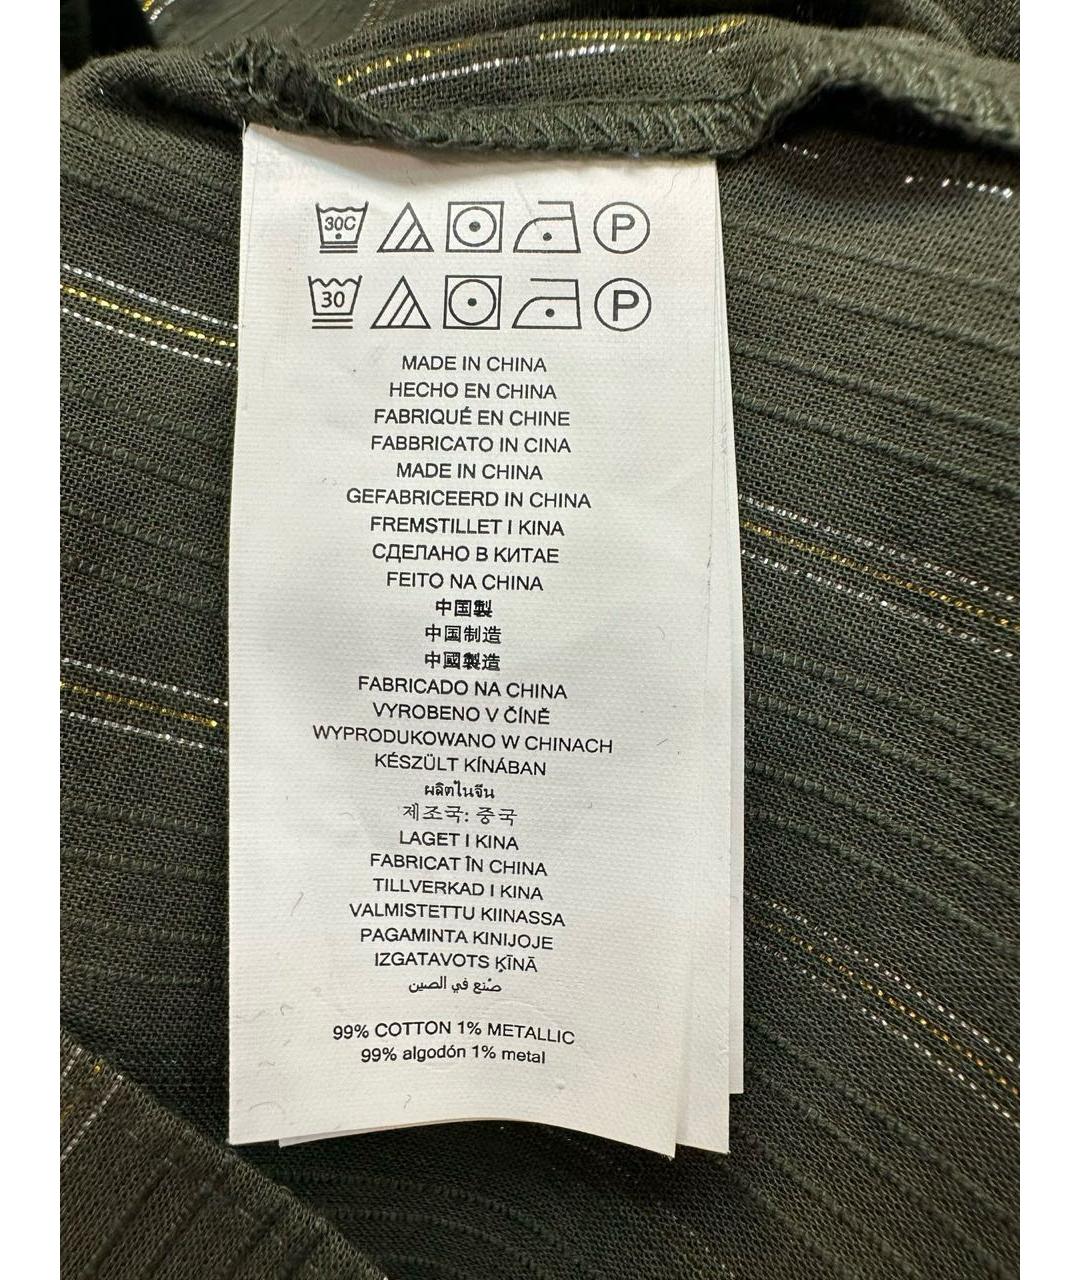 30C P
30 P
MADE IN CHINA
HECHO EN CHINA
FABRIQUÉ EN CHINE
FABBRICATO IN CINA
MADE IN CHINA
GEFABRICEERD IN CHINA
FREMSTILLET I KINA
СДЕЛАНО В КИТАЕ
FEITO NA CHINA
中国製
中国制造
中國製造
FABRICADO NA CHINA
VYROBENO V ČÍNĚ
WYPRODUKOWANO W CHINACH
KÉSZÜLT KÍNÁBAN
ผลิตในจีน
제조국: 중국
LAGET I KINA
FABRICAT ÎN CHINA
TILLVERKAD I KINA
VALMISTETTU KIINASSA
PAGAMINTA KINIJOJE
IZGATAVOTS ĶĪNĀ
صُنع في الصين
99% COTTON 1% METALLIC
99% algodón 1% metal